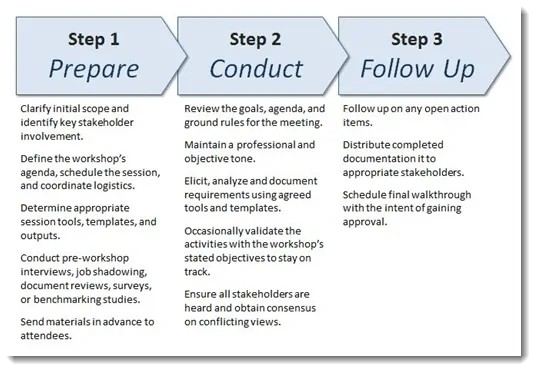 Step 1
Prepare
Step 2
Conduct
Step 3
Follow Up
Clarify initial scope and
identify key stakeholder
involvement.
Define the workshop's
agenda, schedule the session,
and coordinate logistics.
Determine appropriate
session tools, templates, and
outputs.
Conduct pre-workshop
interviews, job shadowing,
document reviews, surveys,
or benchmarking studies.
Send materials in advance to
attendees.
Review the goals, agenda, and
ground rules for the meeting.
Maintain a professional and
objective tone.
Elicit, analyze and document
requirements using agreed
tools and templates.
Occasionally validate the
activities with the workshop's
stated objectives to stay on
track.
Ensure all stakeholders are
heard and obtain consensus
on conflicting views.
Follow up on any open action
items.
Distribute completed
documentation it to
appropriate stakeholders.
Schedule final walkthrough
with the intent of gaining
approval.